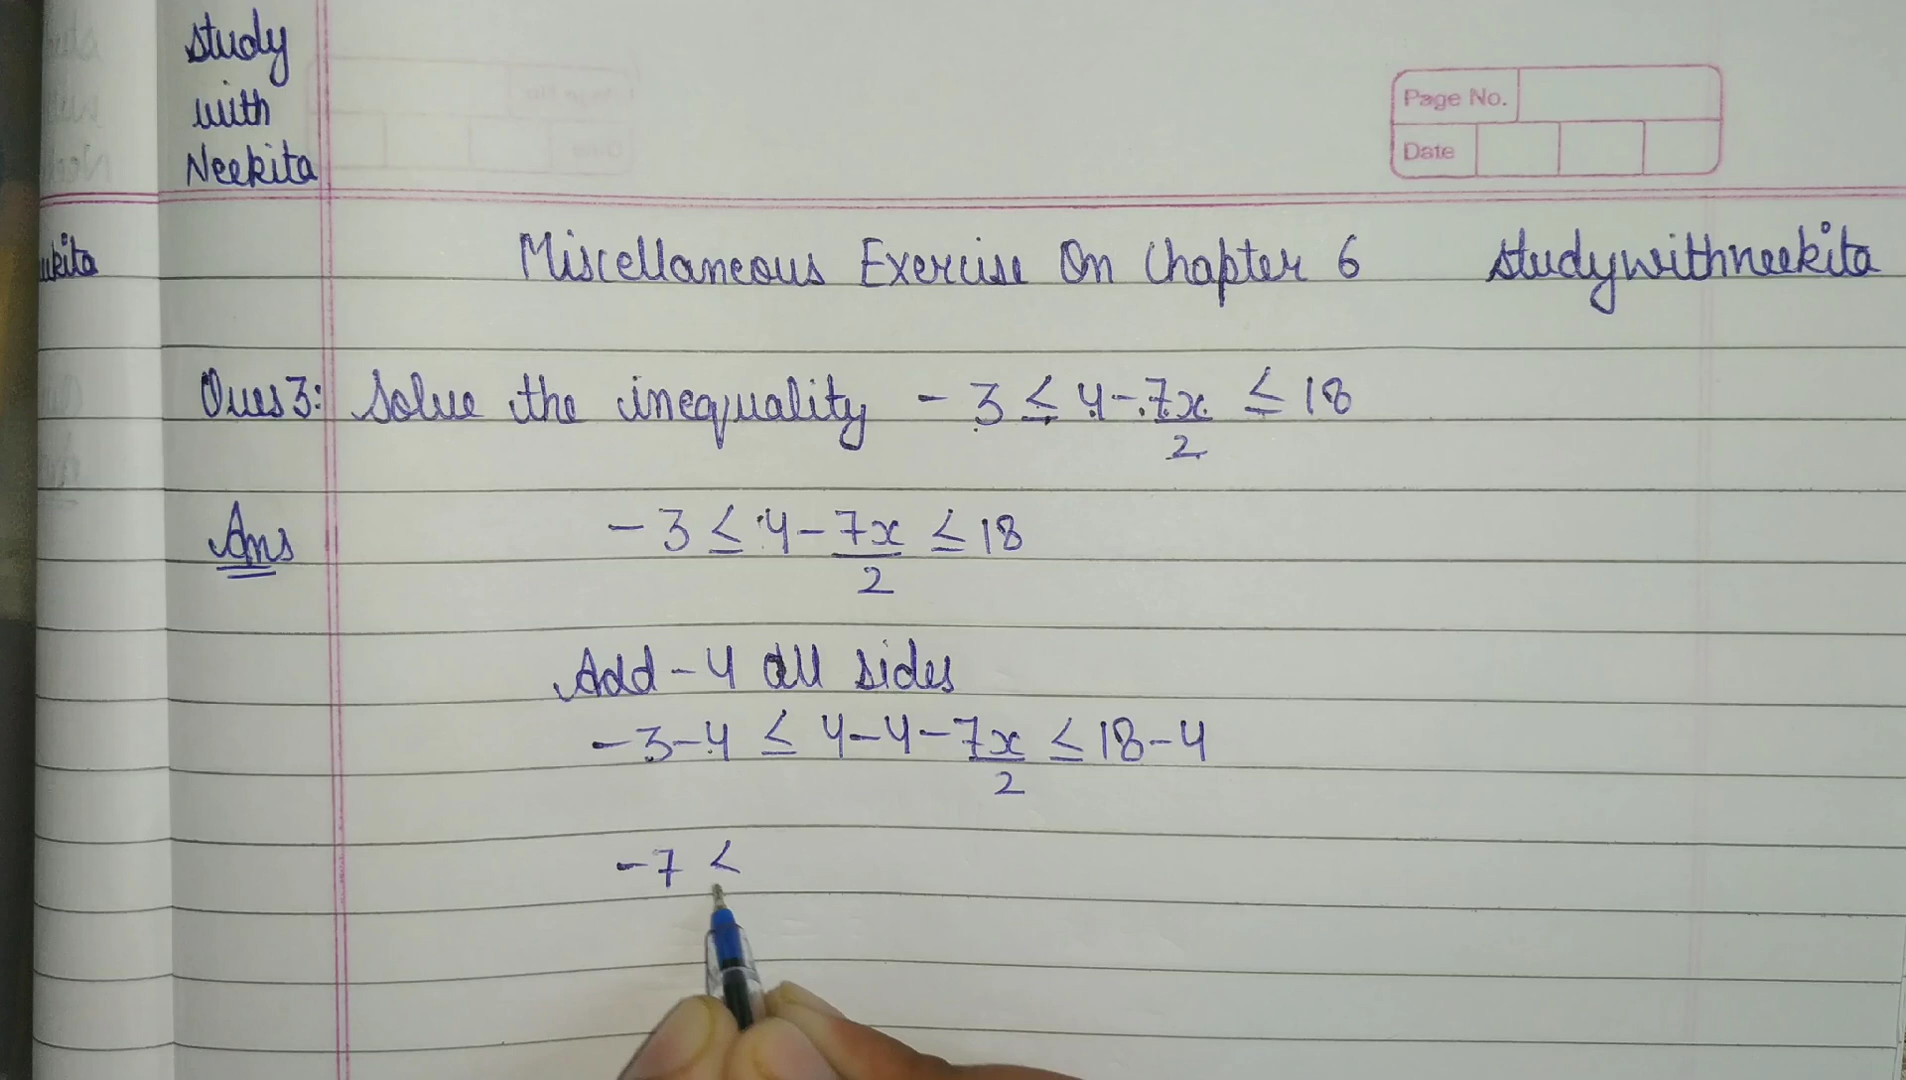 study
with
Neekita
Page No.
Date
ukita
Miscellaneous Exercise On Chapter 6 studywithneekita
Ques 3: Solve the inequality - 3 ≤ 4 - 7x/2 ≤ 18
Ans - 3 ≤ 4 - 7x/2 ≤ 18
Add - 4 all sides
- 3 - 4 ≤ 4 - 4 - 7x/2 ≤ 18 - 4
- 7 <